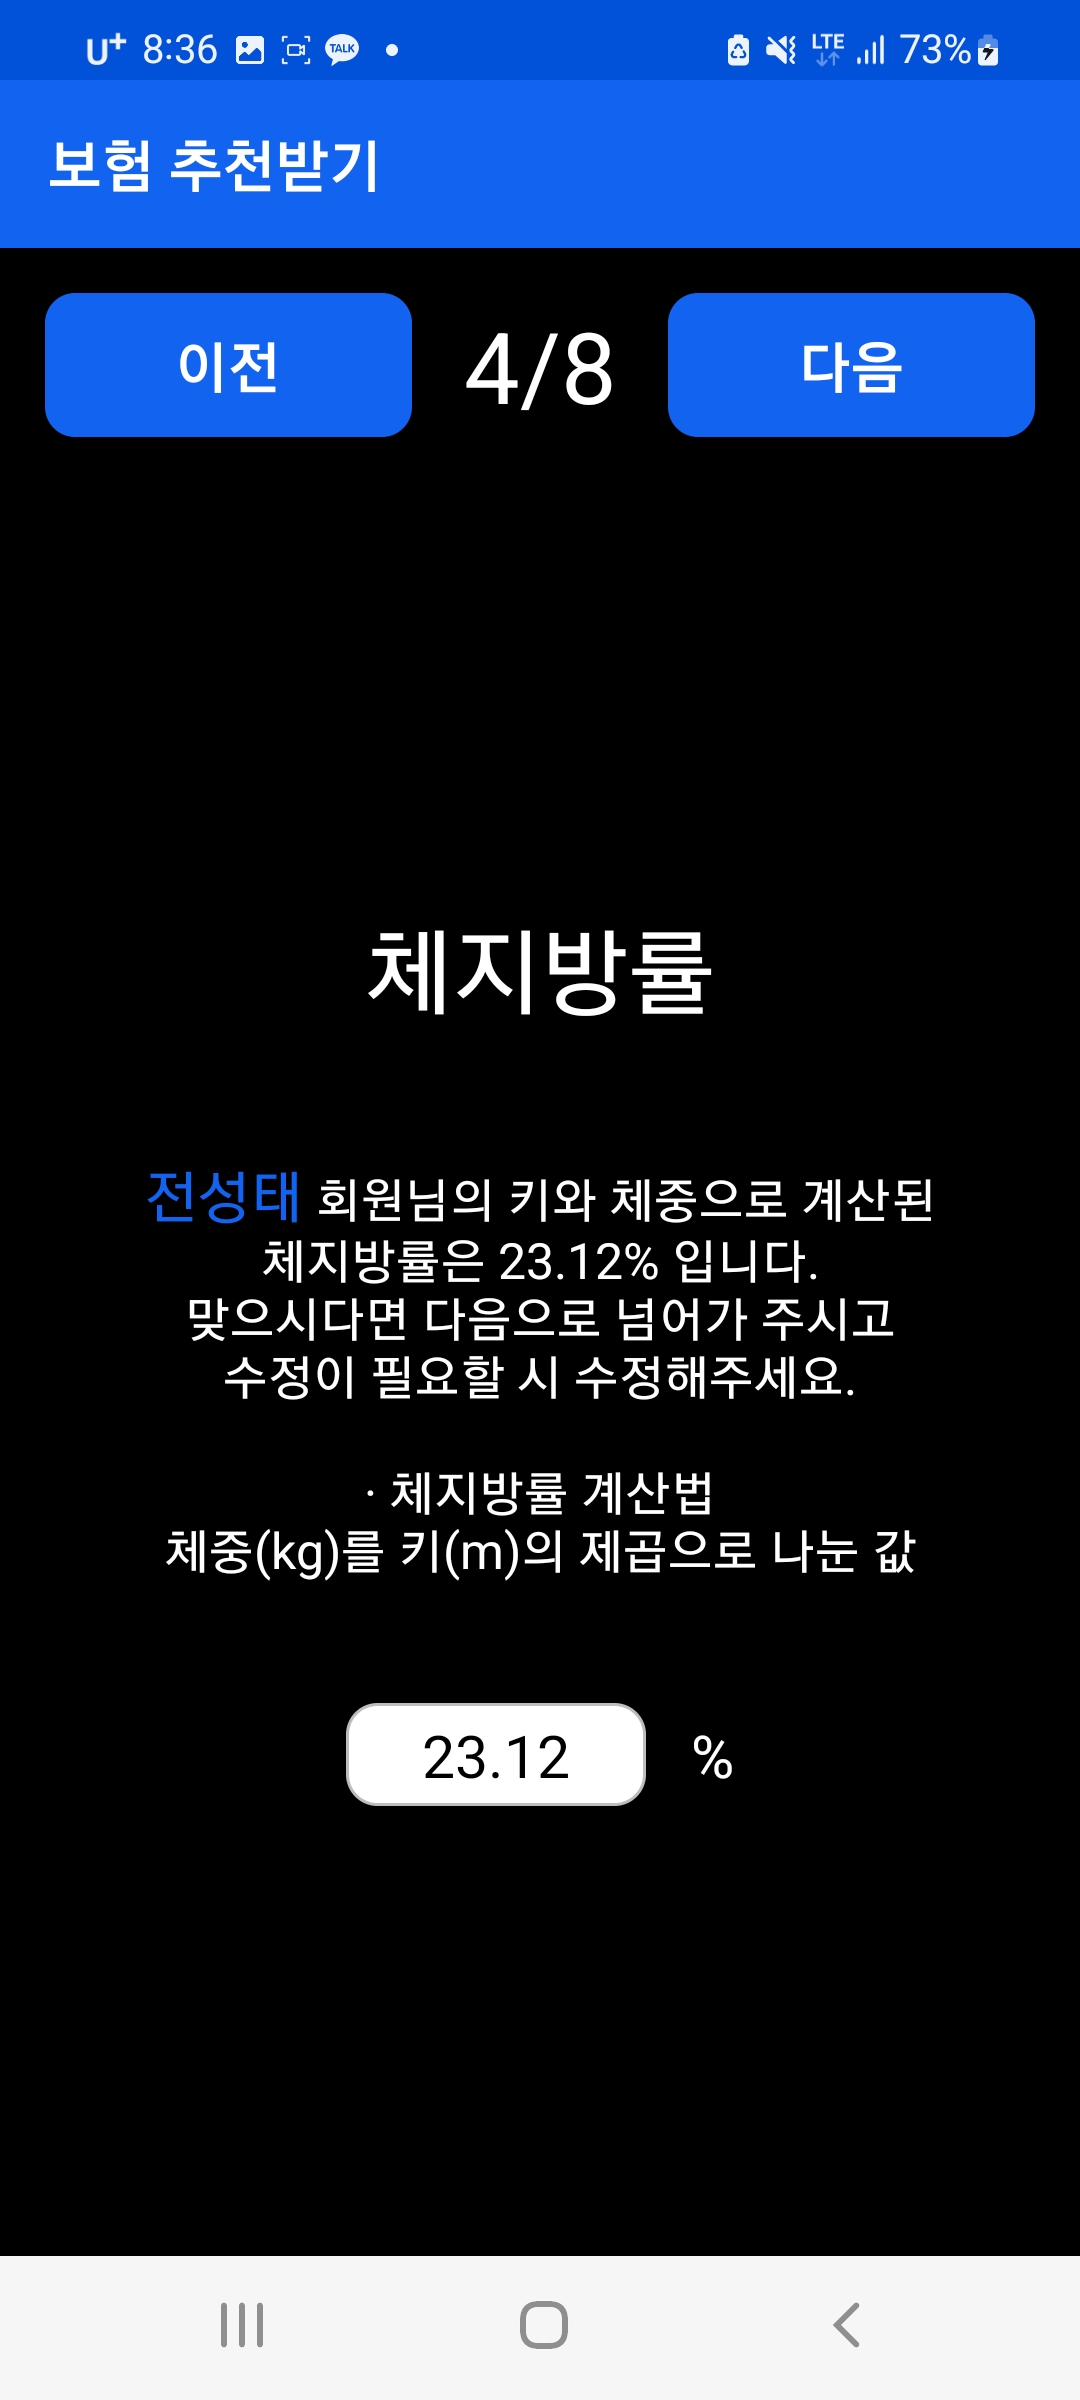 U+ 8:36 TALK LTE 73%
보험 추천받기
이전 4/8 다음
체지방률
전성태 회원님의 키와 체중으로 계산된
체지방률은 23.12% 입니다.
맞으시다면 다음으로 넘어가 주시고
수정이 필요할 시 수정해주세요.
· 체지방률 계산법
체중(kg)를 키(m)의 제곱으로 나눈 값
23.12 %